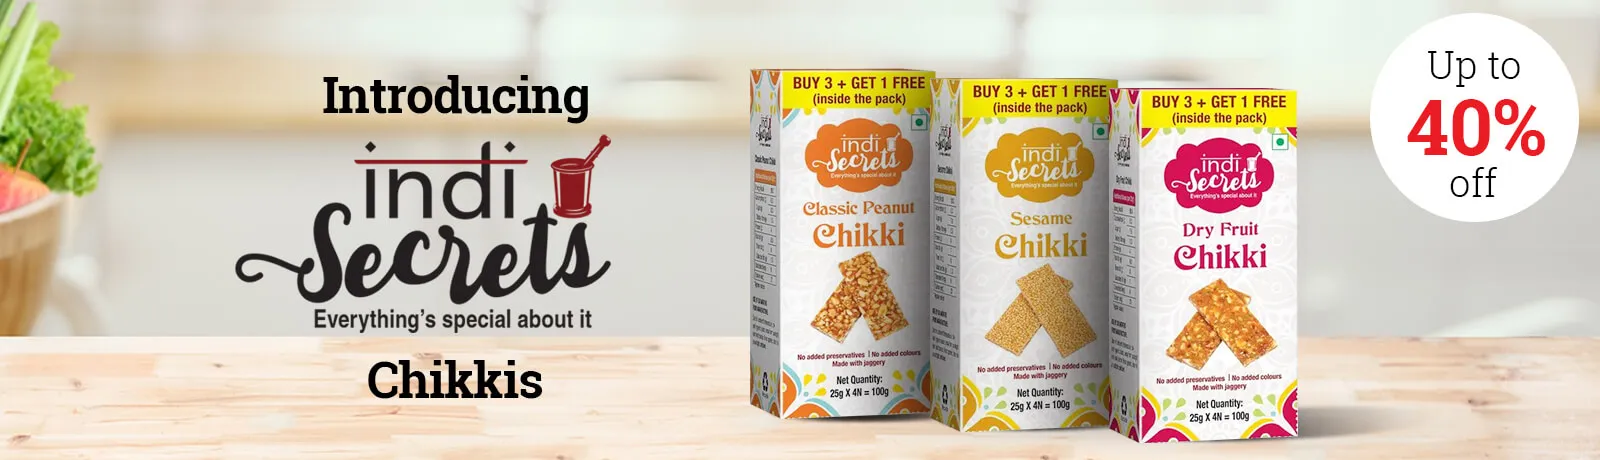 Introducing
indi
Secrets
Everything's special about it
Chikkis
BUY 3 + GET 1 FREE
(inside the pack)
indi
Secrets
Everything's special about it
Classic Peanut
Chikki
No added preservatives | No added colours
Made with jaggery
Net Quantity:
25g X 4N = 100g
BUY 3 + GET 1 FREE
(inside the pack)
indi
Secrets
Everything's special about it
Sesame
Chikki
No added preservatives | No added colours
Made with jaggery
Net Quantity:
25g X 4N = 100g
BUY 3 + GET 1 FREE
(inside the pack)
indi
Secrets
Everything's special about it
Dry Fruit
Chikki
No added preservatives | No added colours
Made with jaggery
Net Quantity:
25g X 4N = 100g
Up to
40%
off